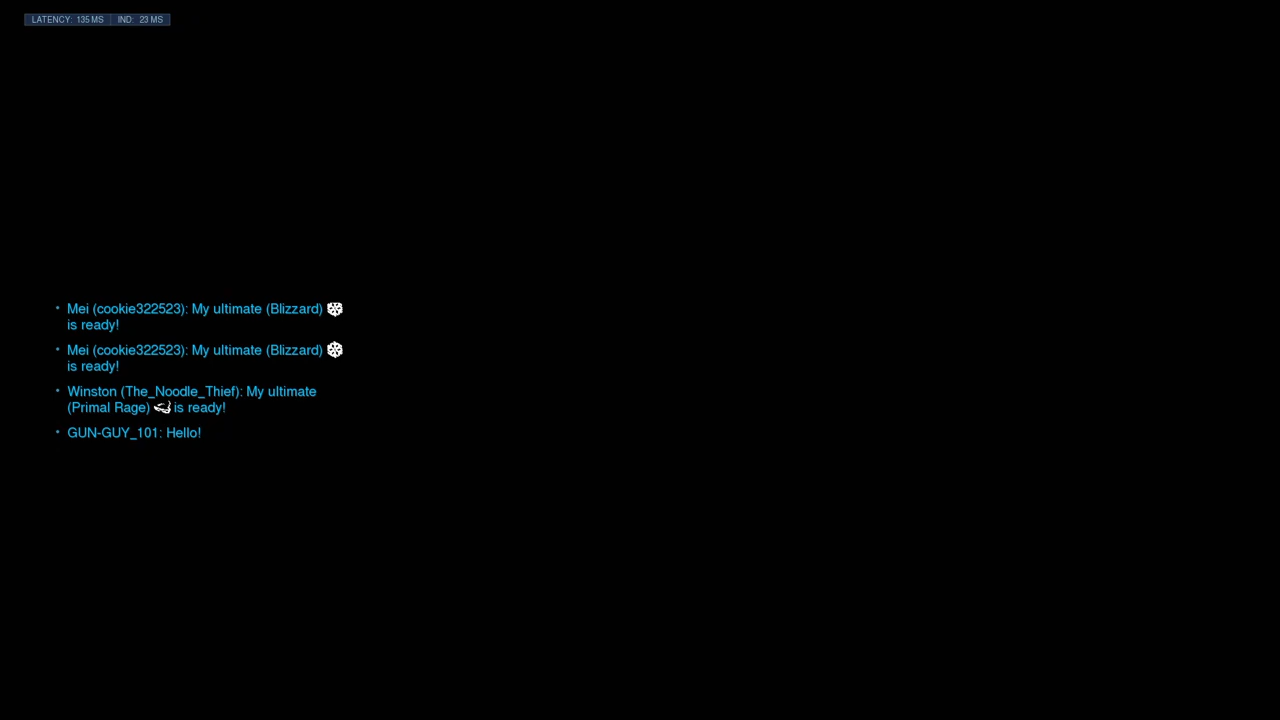 LATENCY: 135 MS IND: 23 MS
• Mei (cookie322523): My ultimate (Blizzard)
is ready!
• Mei (cookie322523): My ultimate (Blizzard)
is ready!
• Winston (The_Noodle_Thief): My ultimate
(Primal Rage) is ready!
• GUN-GUY_101: Hello!